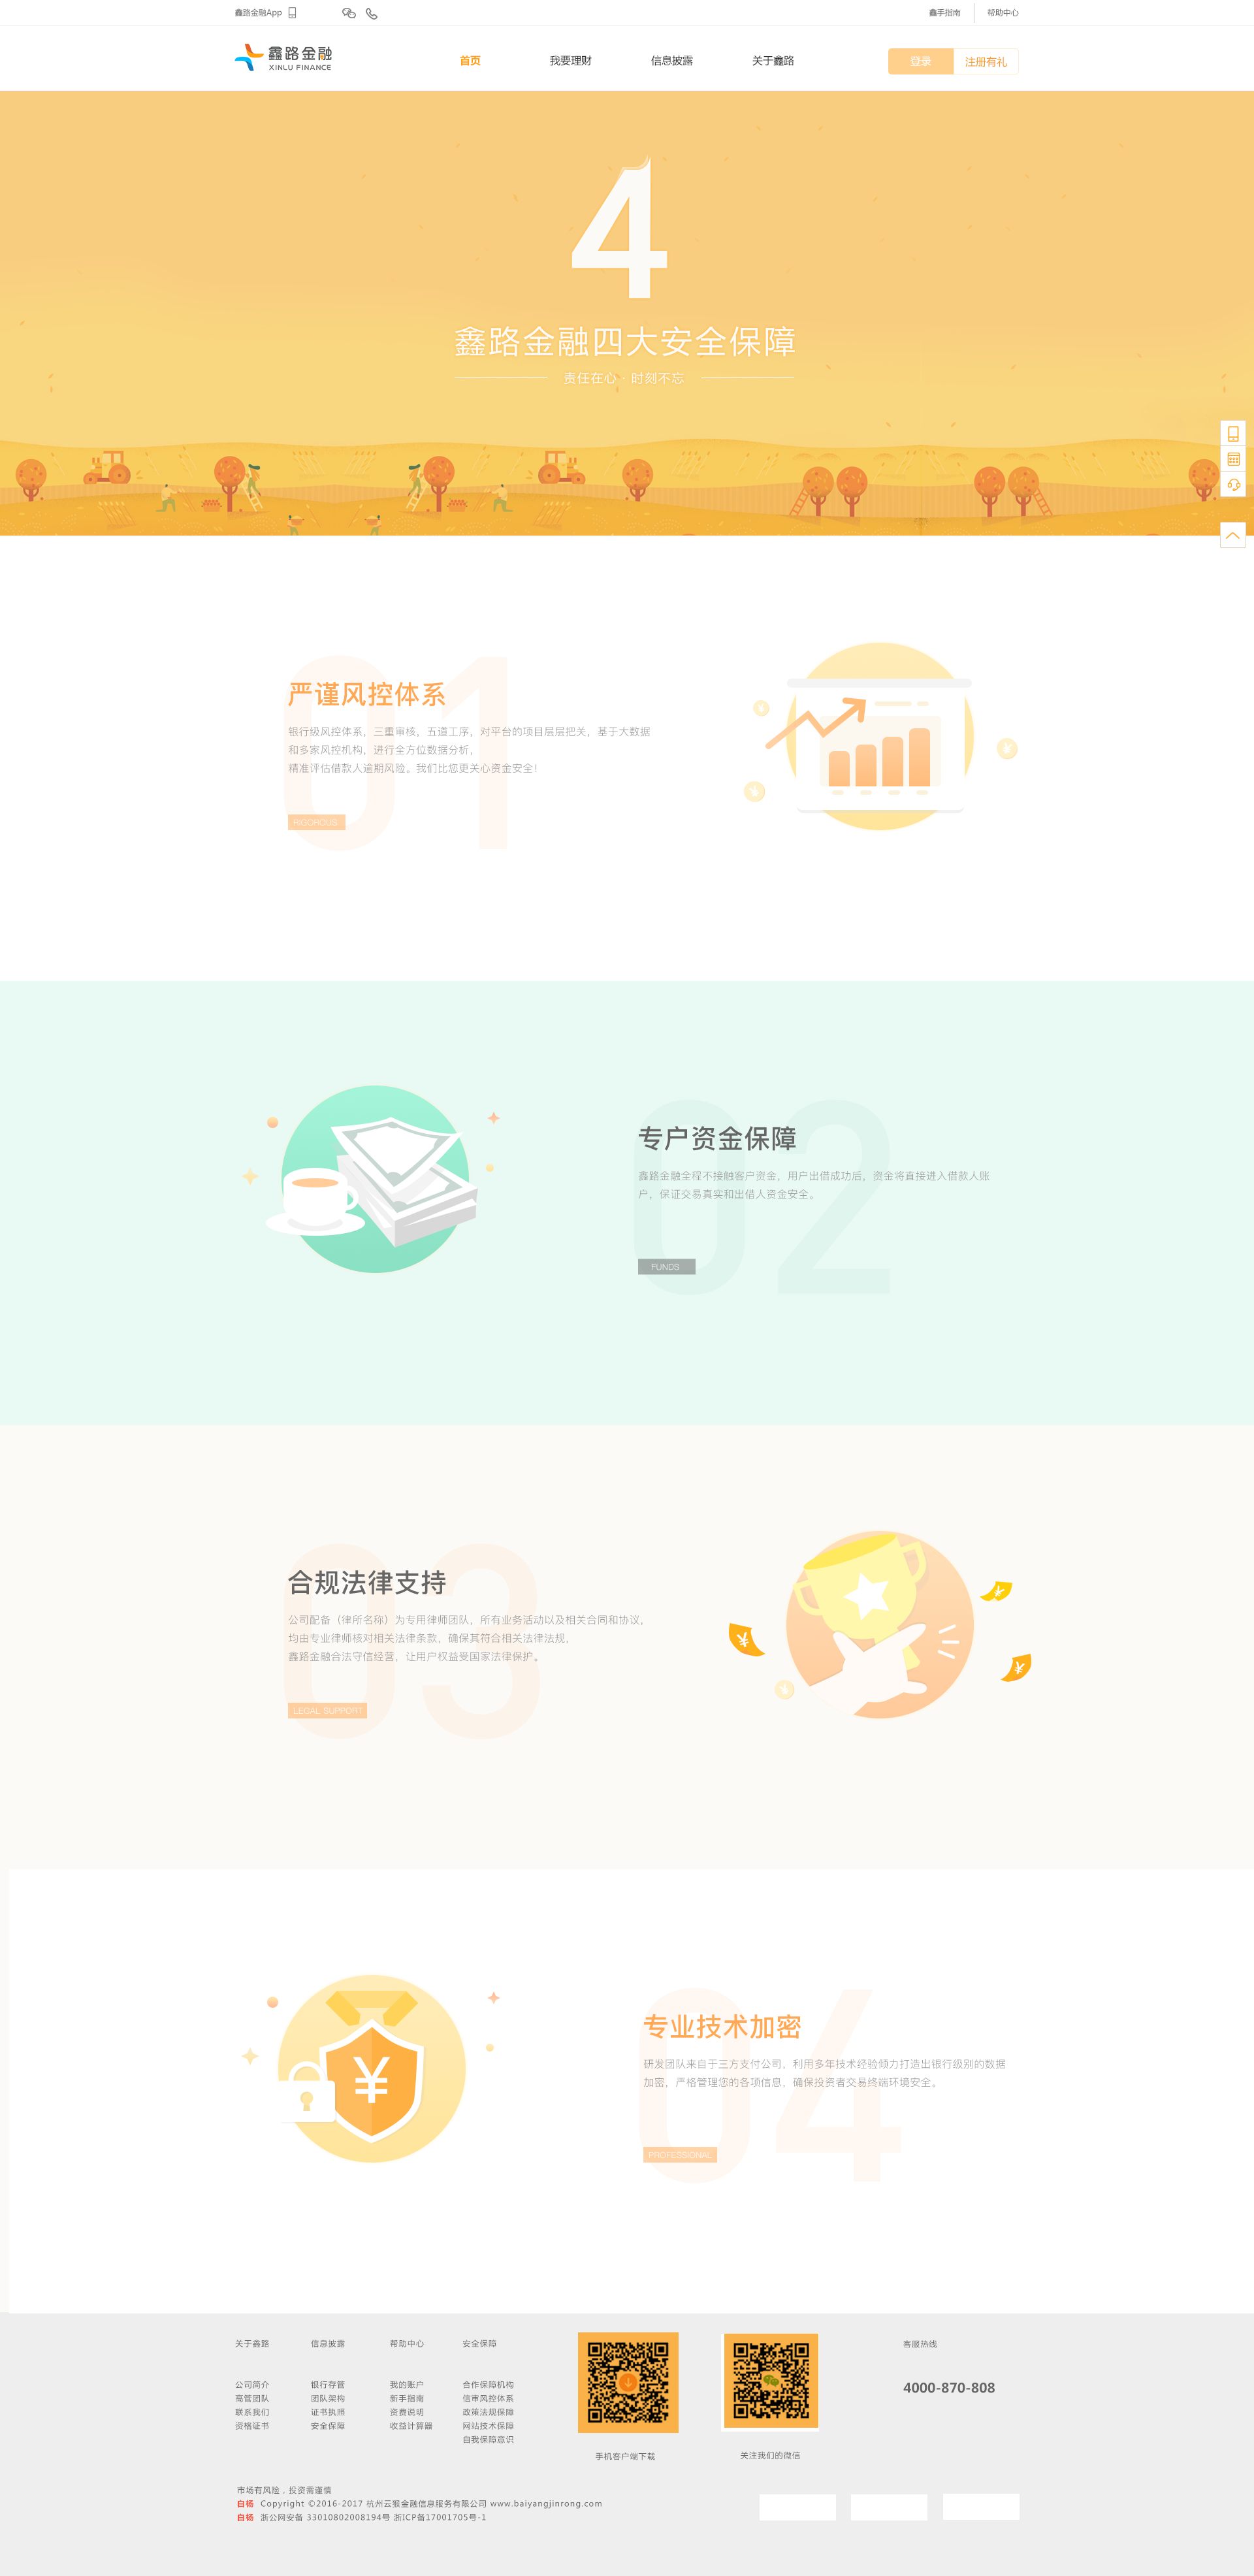 鑫路金融App
鑫手指南
帮助中心
鑫路金融
XINLU FINANCE
首页
我要理财
信息披露
关于鑫路
登录
注册有礼
4
鑫路金融四大安全保障
责任在心 · 时刻不忘
01
严谨风控体系
银行级风控体系，三重审核，五道工序，对平台的项目层层把关，基于大数据
和多家风控机构，进行全方位数据分析，
精准评估借款人逾期风险。我们比您更关心资金安全！
RIGOHOUS
02
专户资金保障
鑫路金融全程不接触客户资金，用户出借成功后，资金将直接进入借款人账
户，保证交易真实和出借人资金安全。
FUNDS
03
合规法律支持
公司配备（律所名称）为专用律师团队，所有业务活动以及相关合同和协议，
均由专业律师核对相关法律条款，确保其符合相关法律法规，
鑫路金融合法守信经营，让用户权益受国家法律保护。
LEGAL SUPPORT
04
专业技术加密
研发团队来自于三方支付公司，利用多年技术经验倾力打造出银行级别的数据
加密，严格管理您的各项信息，确保投资者交易终端环境安全。
PROFESSIONAL
¥
关于鑫路
公司简介
高管团队
联系我们
资格证书
信息披露
银行存管
团队架构
证书执照
安全保障
帮助中心
我的账户
新手指南
资费说明
收益计算器
安全保障
合作保障机构
信审风控体系
政策法规保障
网站技术保障
自我保障意识
手机客户端下载
关注我们的微信
客服热线
4000-870-808
市场有风险，投资需谨慎
白杨 Copyright ©2016-2017 杭州云猴金融信息服务有限公司 www.baiyangjinrong.com
白杨 浙公网安备 33010802008194号 浙ICP备17001705号-1